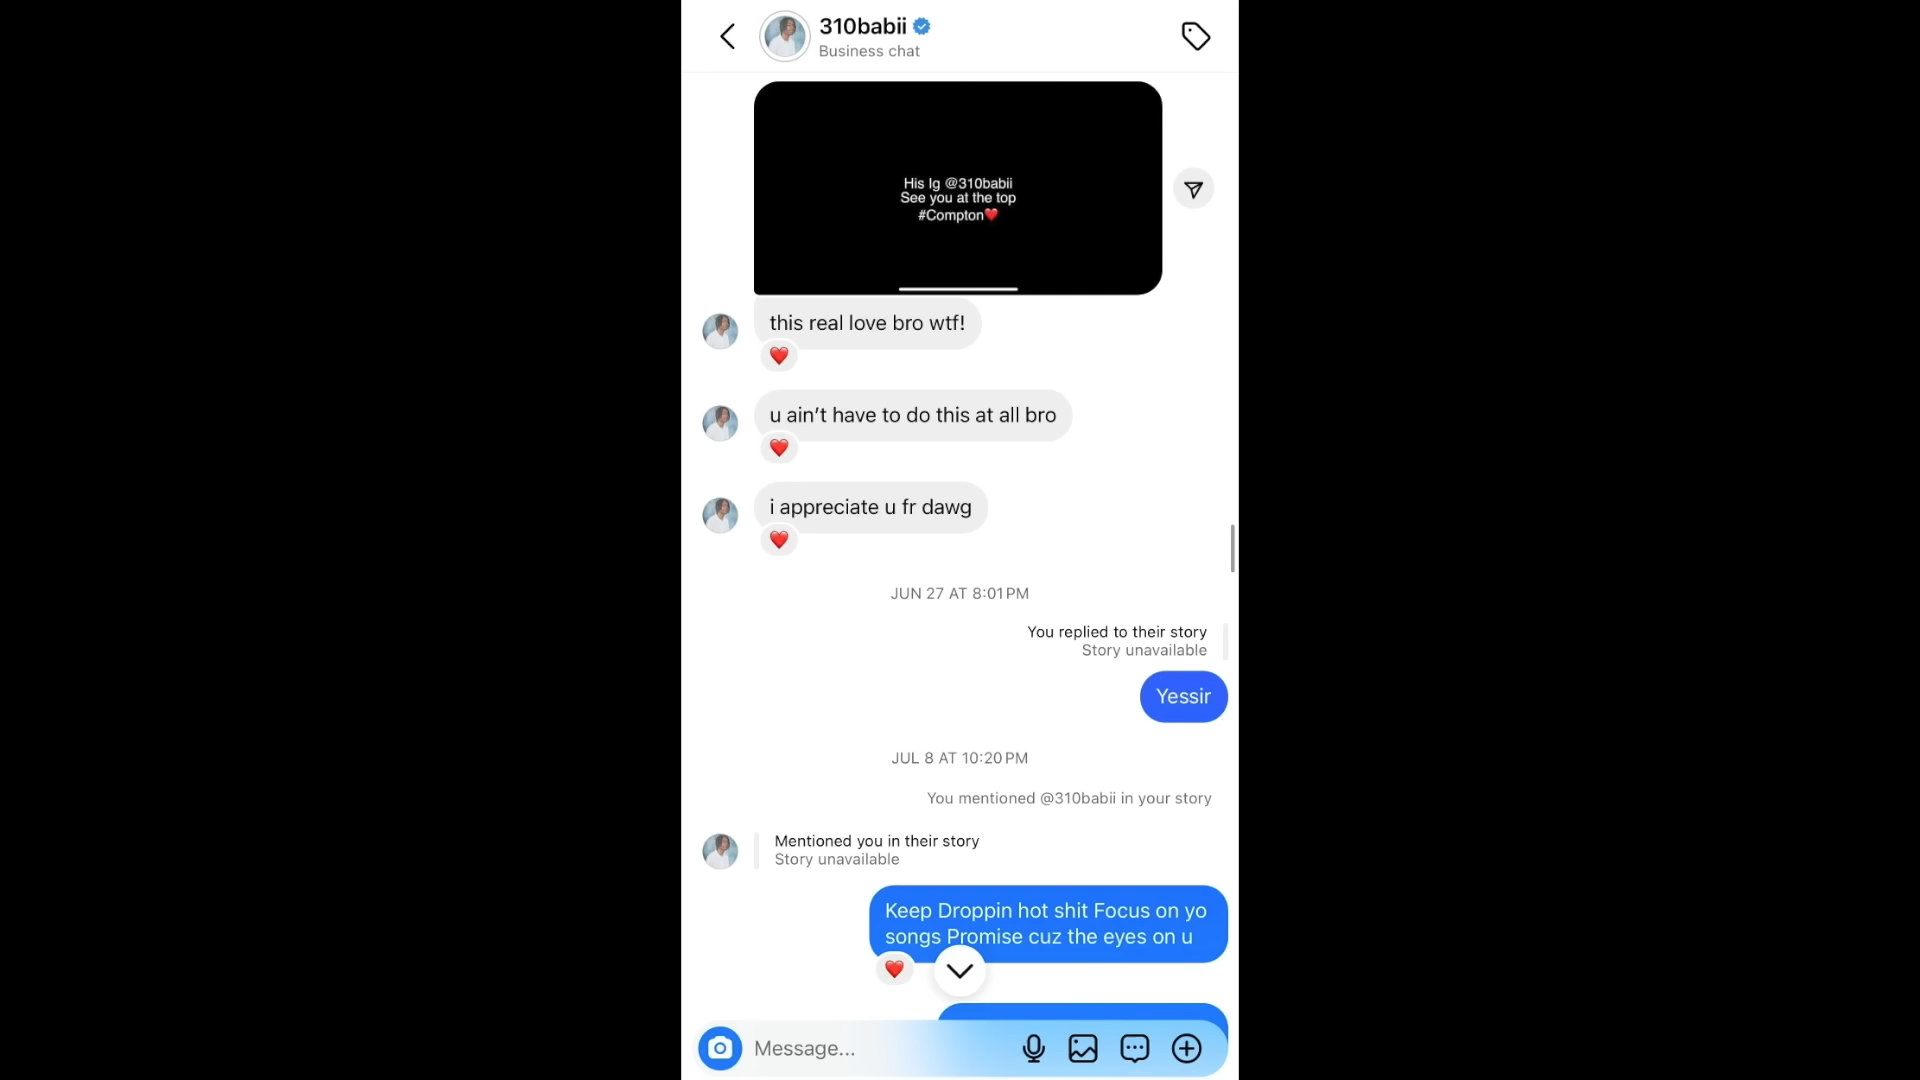 310babii
Business chat
His Ig @310babii
See you at the top
#Compton❤️
this real love bro wtf!
❤️
u ain’t have to do this at all bro
❤️
i appreciate u fr dawg
❤️
JUN 27 AT 8:01 PM
You replied to their story
Story unavailable
Yessir
JUL 8 AT 10:20 PM
You mentioned @310babii in your story
Mentioned you in their story
Story unavailable
Keep Droppin hot shit Focus on yo
songs Promise cuz the eyes on u
❤️
Message...